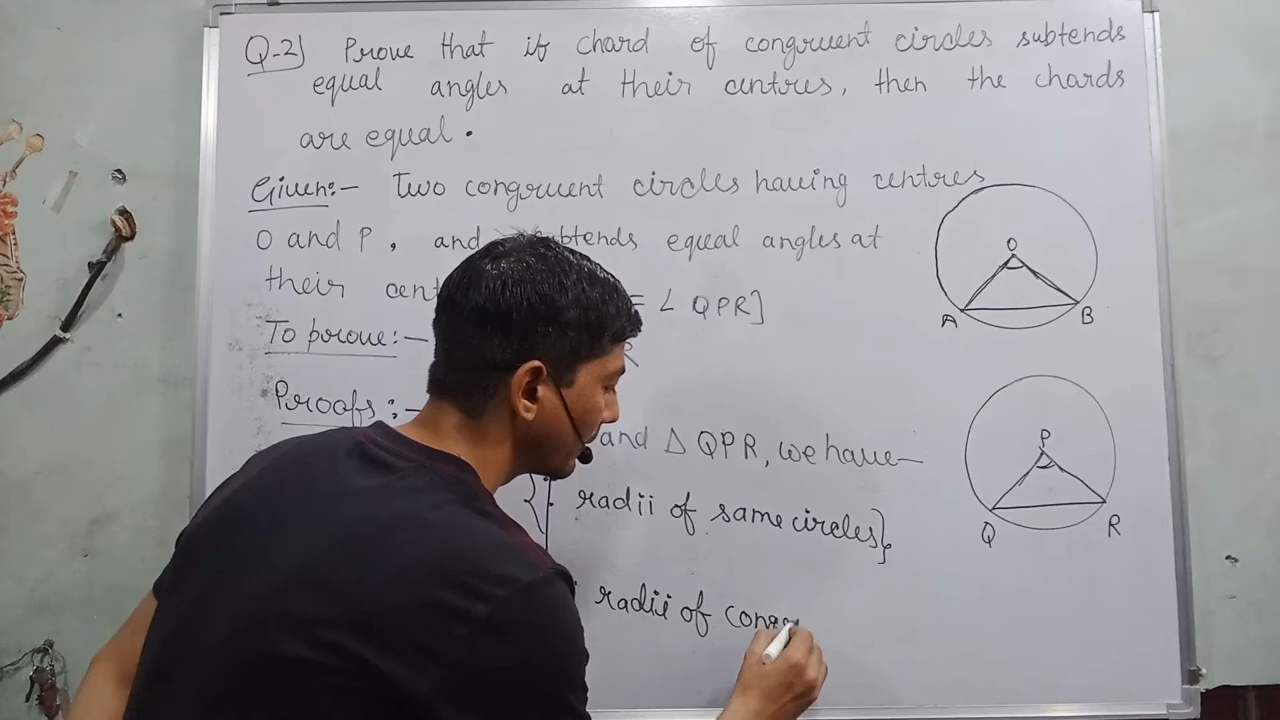 Q-2) Prove that if chord of congruent circles subtends
equal angles at their centres, then the chords
are equal.
Given:- Two congruent circles having centres
O and P, and subtends equal angles at
their = ∠ QPR]
To prove:- R
Proofs:-
and △ QPR, we have-
{∵ radii of same circles}
radii of
O
A
B
P
Q
R